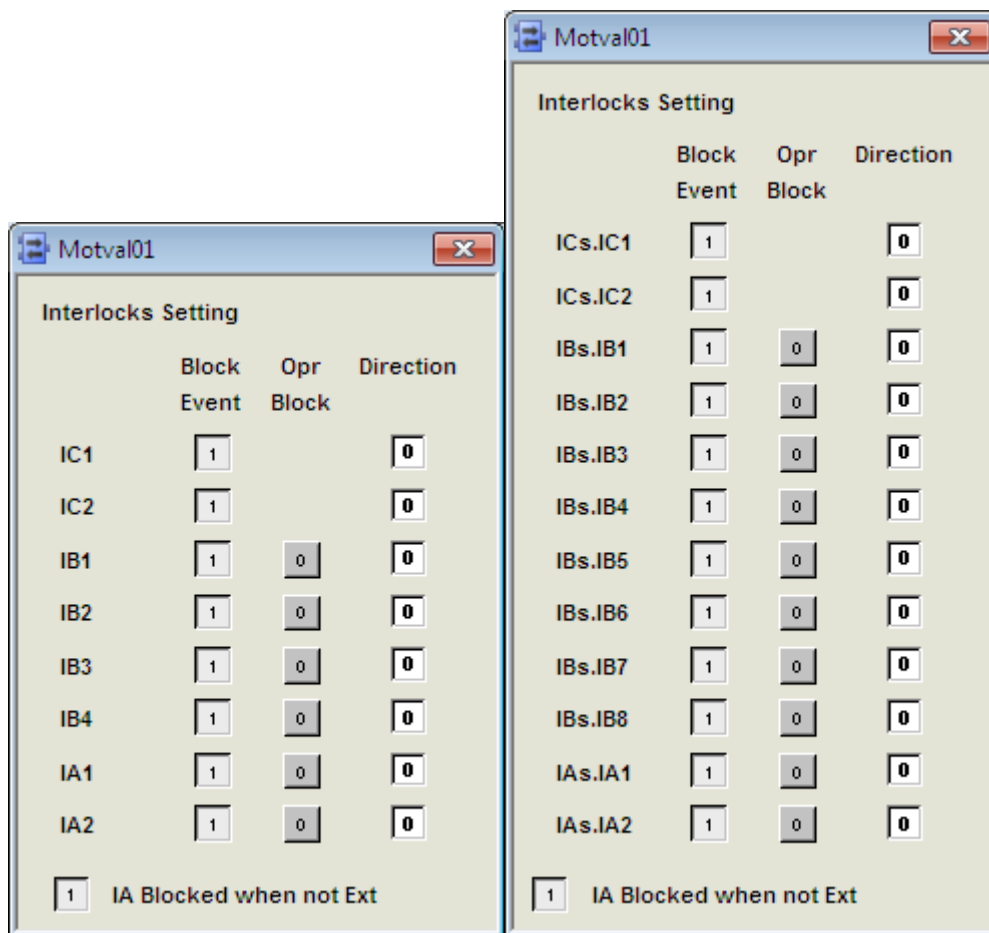 Motval01
Interlocks Setting
Block Opr Direction
Event Block
IC1 1 0
IC2 1 0
IB1 1 0 0
IB2 1 0 0
IB3 1 0 0
IB4 1 0 0
IA1 1 0 0
IA2 1 0 0
1 IA Blocked when not Ext
Motval01
Interlocks Setting
Block Opr Direction
Event Block
ICs.IC1 1 0
ICs.IC2 1 0
IBs.IB1 1 0 0
IBs.IB2 1 0 0
IBs.IB3 1 0 0
IBs.IB4 1 0 0
IBs.IB5 1 0 0
IBs.IB6 1 0 0
IBs.IB7 1 0 0
IBs.IB8 1 0 0
IAs.IA1 1 0 0
IAs.IA2 1 0 0
1 IA Blocked when not Ext